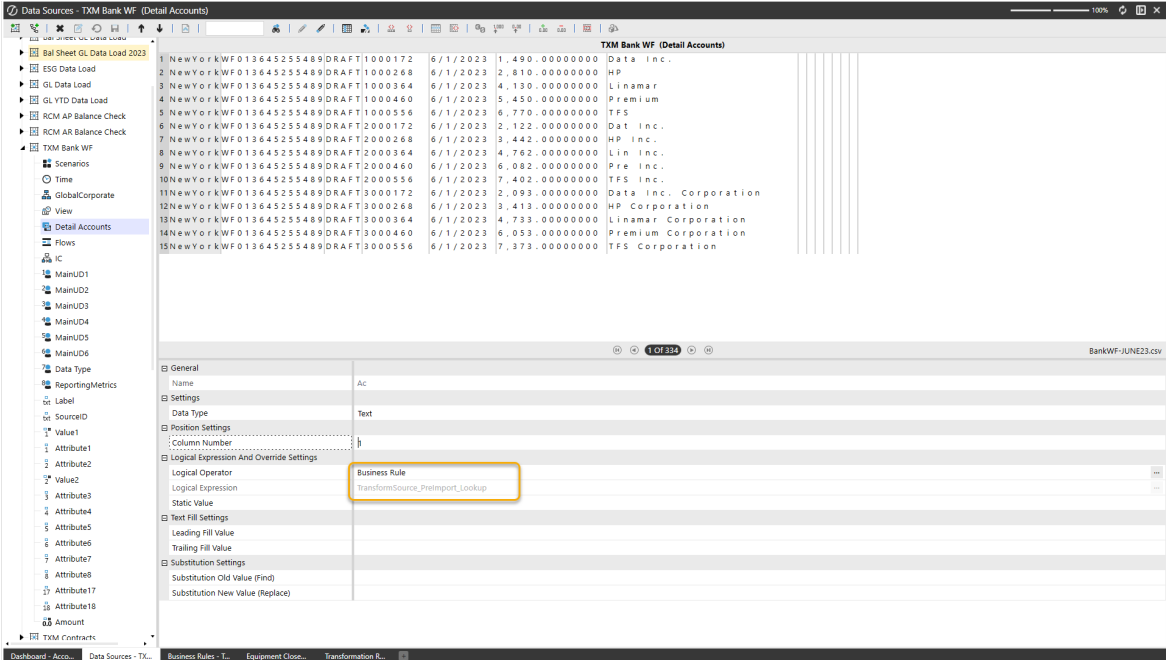 Data Sources - TXM Bank WF (Detail Accounts)
100%
Bal Sheet GL Data Load
Bal Sheet GL Data Load 2023
ESG Data Load
GL Data Load
GL YTD Data Load
RCM AP Balance Check
RCM AR Balance Check
TXM Bank WF
Scenarios
Time
GlobalCorporate
View
Detail Accounts
Flows
IC
MainUD1
MainUD2
MainUD3
MainUD4
MainUD5
MainUD6
Data Type
ReportingMetrics
Label
SourceID
Value1
Attribute1
Attribute2
Value2
Attribute3
Attribute4
Attribute5
Attribute6
Attribute7
Attribute8
Attribute17
Attribute18
Amount
TXM Contracts
TXM Bank WF (Detail Accounts)
1 NewYork WF013645255489 DRAFT 1000172 6/1/2023 1,490.00000000 Data Inc.
2 NewYork WF013645255489 DRAFT 1000268 6/1/2023 2,810.00000000 HP
3 NewYork WF013645255489 DRAFT 1000364 6/1/2023 4,130.00000000 Linamar
4 NewYork WF013645255489 DRAFT 1000460 6/1/2023 5,450.00000000 Premium
5 NewYork WF013645255489 DRAFT 1000556 6/1/2023 6,770.00000000 TFS
6 NewYork WF013645255489 DRAFT 2000172 6/1/2023 2,122.00000000 Dat Inc.
7 NewYork WF013645255489 DRAFT 2000268 6/1/2023 3,442.00000000 HP Inc.
8 NewYork WF013645255489 DRAFT 2000364 6/1/2023 4,762.00000000 Lin Inc.
9 NewYork WF013645255489 DRAFT 2000460 6/1/2023 6,082.00000000 Pre Inc.
10 NewYork WF013645255489 DRAFT 2000556 6/1/2023 7,402.00000000 TFS Inc.
11 NewYork WF013645255489 DRAFT 3000172 6/1/2023 2,093.00000000 Data Inc. Corporation
12 NewYork WF013645255489 DRAFT 3000268 6/1/2023 3,413.00000000 HP Corporation
13 NewYork WF013645255489 DRAFT 3000364 6/1/2023 4,733.00000000 Linamar Corporation
14 NewYork WF013645255489 DRAFT 3000460 6/1/2023 6,053.00000000 Premium Corporation
15 NewYork WF013645255489 DRAFT 3000556 6/1/2023 7,373.00000000 TFS Corporation
1 Of 334
BankWF-JUNE23.csv
General
Name Ac
Settings
Data Type Text
Position Settings
Column Number 1
Logical Expression And Override Settings
Logical Operator Business Rule
Logical Expression TransformSource_PreImport_Lookup
Static Value
Text Fill Settings
Leading Fill Value
Trailing Fill Value
Substitution Settings
Substitution Old Value (Find)
Substitution New Value (Replace)
Dashboard - Acco... Data Sources - TX... Business Rules - T... Equipment Close... Transformation R...